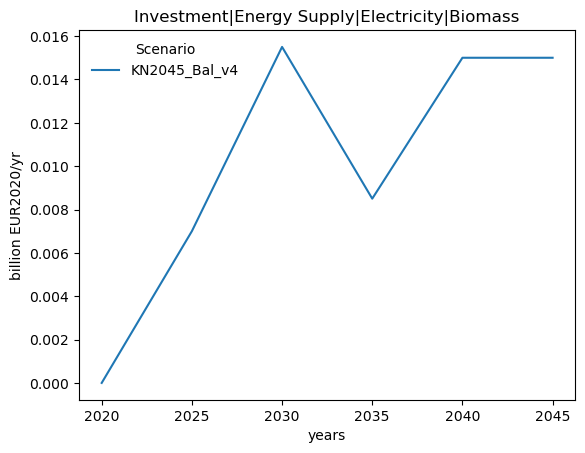 Investment|Energy Supply|Electricity|Biomass
Scenario
KN2045_Bal_v4
billion EUR2020/yr
0.016
0.014
0.012
0.010
0.008
0.006
0.004
0.002
0.000
2020 2025 2030 2035 2040 2045
years